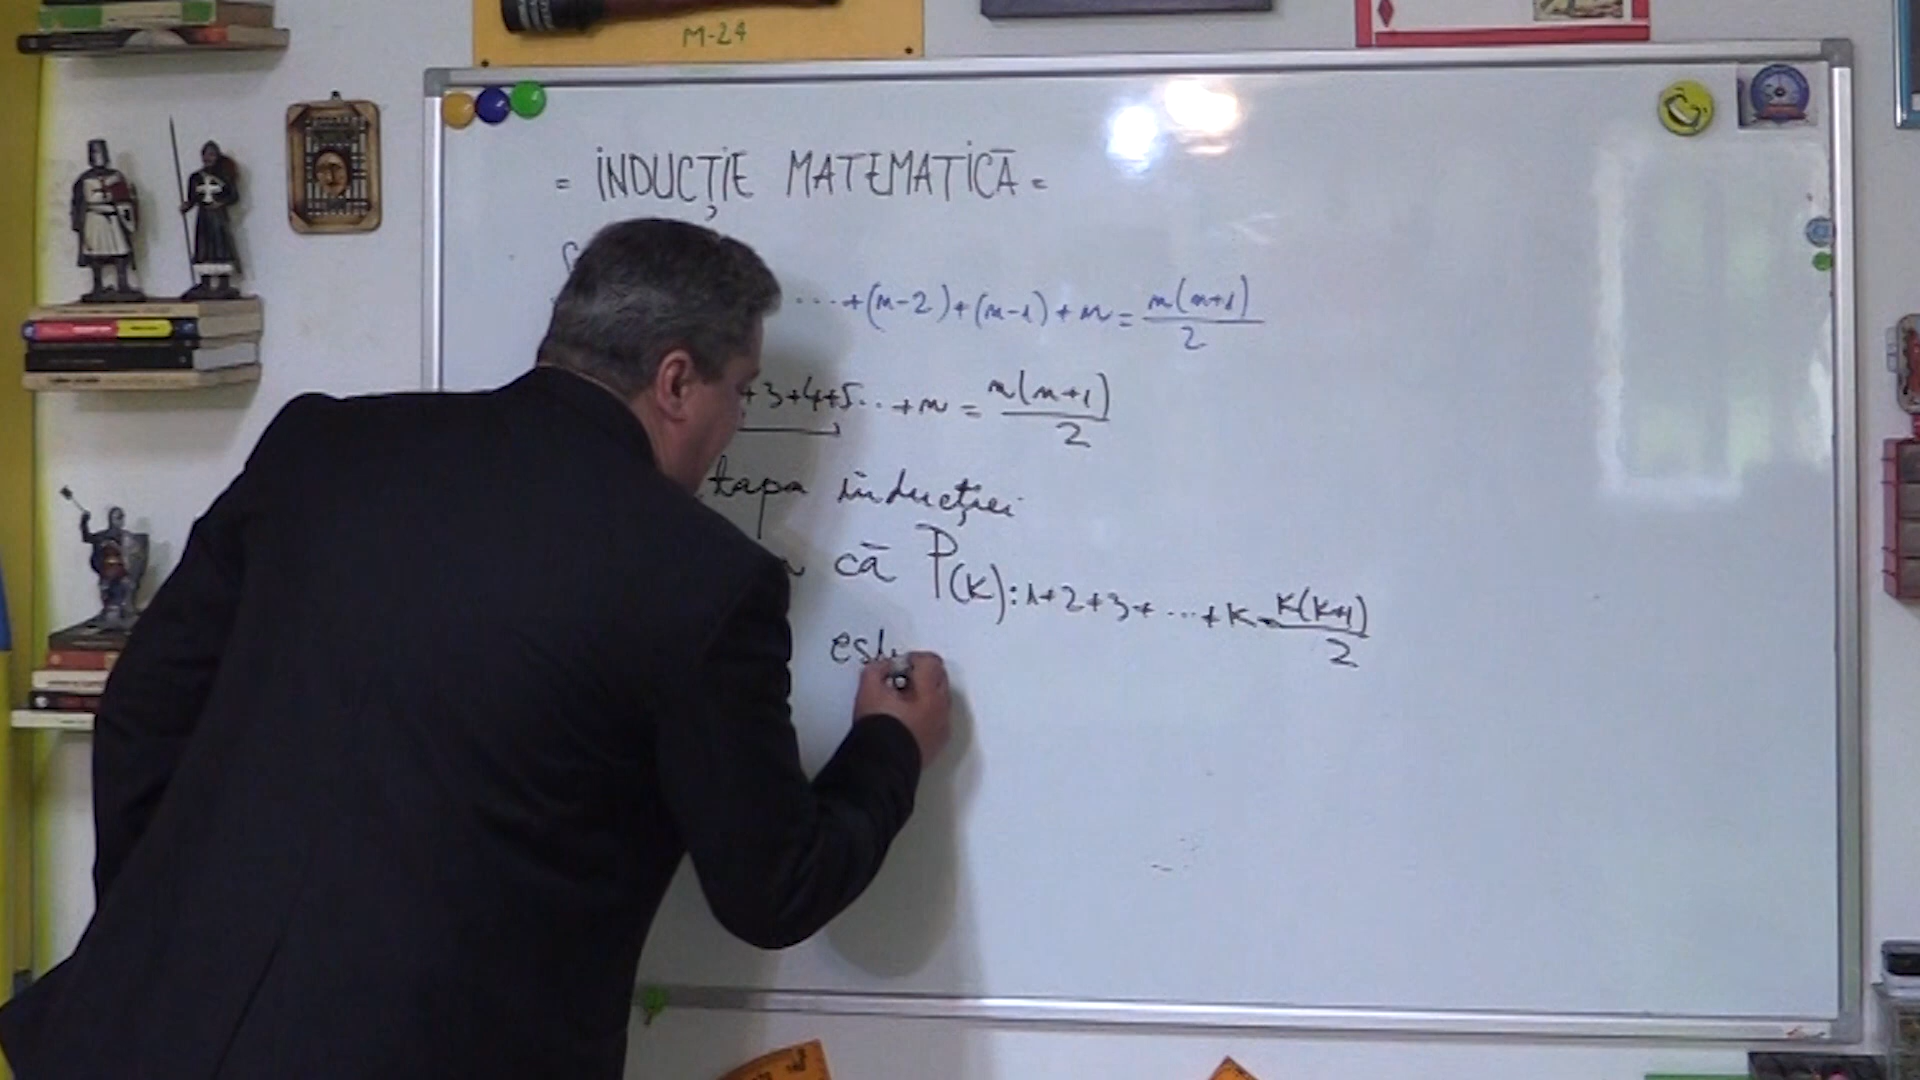 M-24
= INDUCȚIE MATEMATICĂ =
...+(n-2)+(n-1)+n=n(n+1)/2
+3+4+5...+n=n(n+1)/2
tapa inducției
că P(k): 1+2+3+...+k=k(k+1)/2